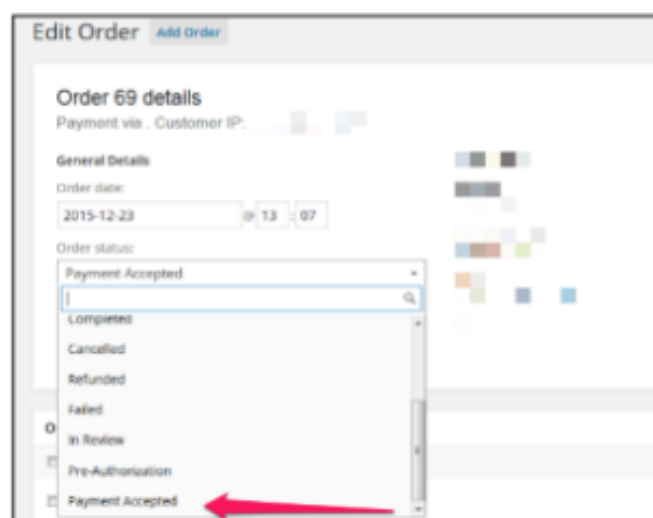 Edit Order Add Order
Order 69 details
Payment via . Customer IP:
General Details
Order date:
2015-12-23 @ 13 : 07
Order status:
Payment Accepted
Completed
Cancelled
Refunded
Failed
In Review
Pre-Authorization
Payment Accepted